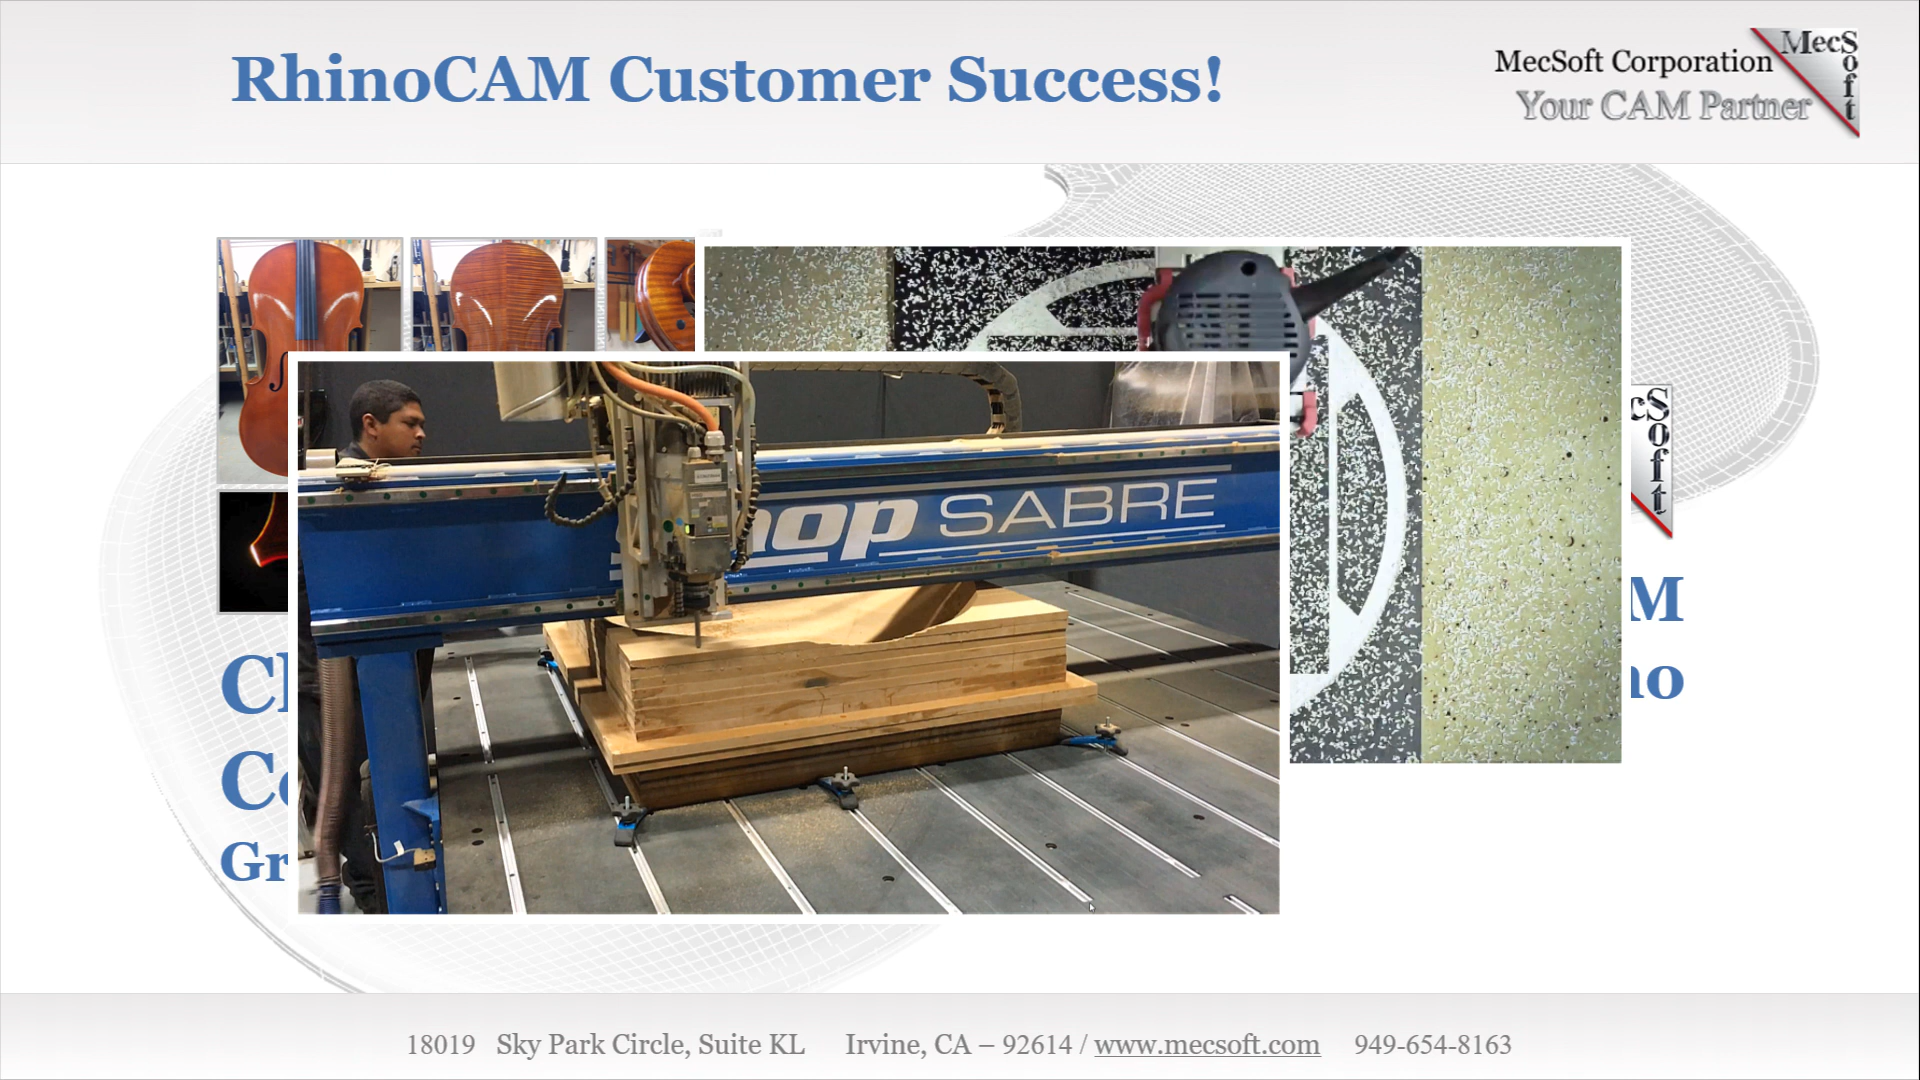 RhinoCAM Customer Success!
MecSoft Corporation
Your CAM Partner
MecSoft
SABRE
18019 Sky Park Circle, Suite KL Irvine, CA – 92614 / www.mecsoft.com 949-654-8163